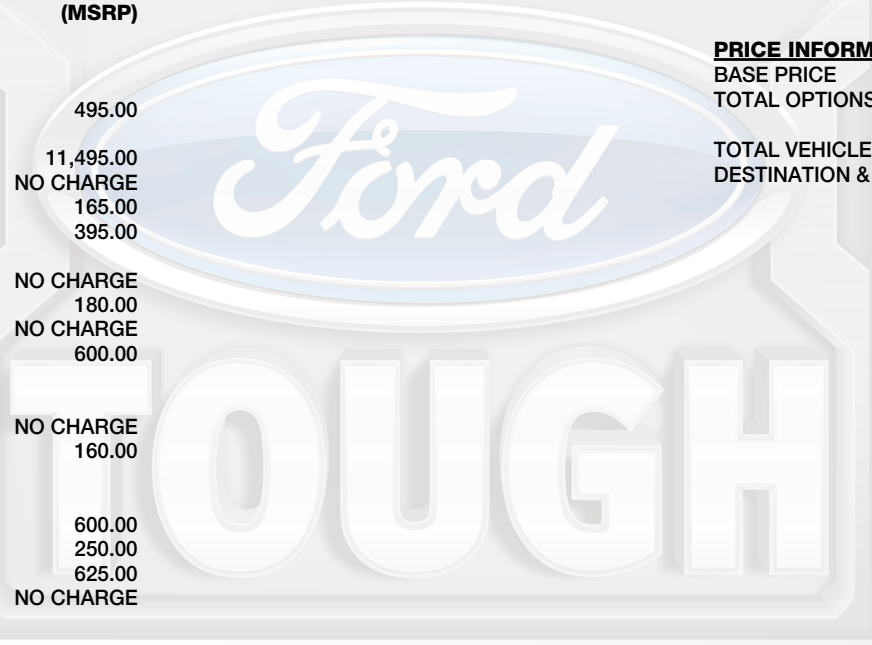 (MSRP)
495.00
11,495.00
NO CHARGE
165.00
395.00
NO CHARGE
180.00
NO CHARGE
600.00
NO CHARGE
160.00
600.00
250.00
625.00
NO CHARGE
PRICE INFORM
BASE PRICE
TOTAL OPTIONS
TOTAL VEHICLE
DESTINATION &
Ford
TOUGH